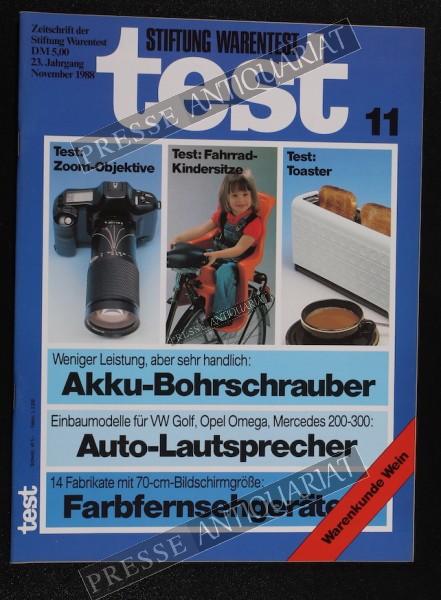 Zeitschrift der
Stiftung Warentest
DM 5,00
23. Jahrgang
November 1988
STIFTUNG WARENTEST
test
11
PRESSE ANTIQUARIAT
Test:
Zoom-Objektive
Test: Fahrrad-
Kindersitze
Test:
Toaster
PRESSE ANTIQUARIAT
Weniger Leistung, aber sehr handlich:
Akku-Bohrschrauber
Einbaumodelle für VW Golf, Opel Omega, Mercedes 200-300:
Auto-Lautsprecher
14 Fabrikate mit 70-cm-Bildschirmgröße:
Farbfernsehgeräte
Warenkunde Wein
test
PRESSE ANTIQUARIAT